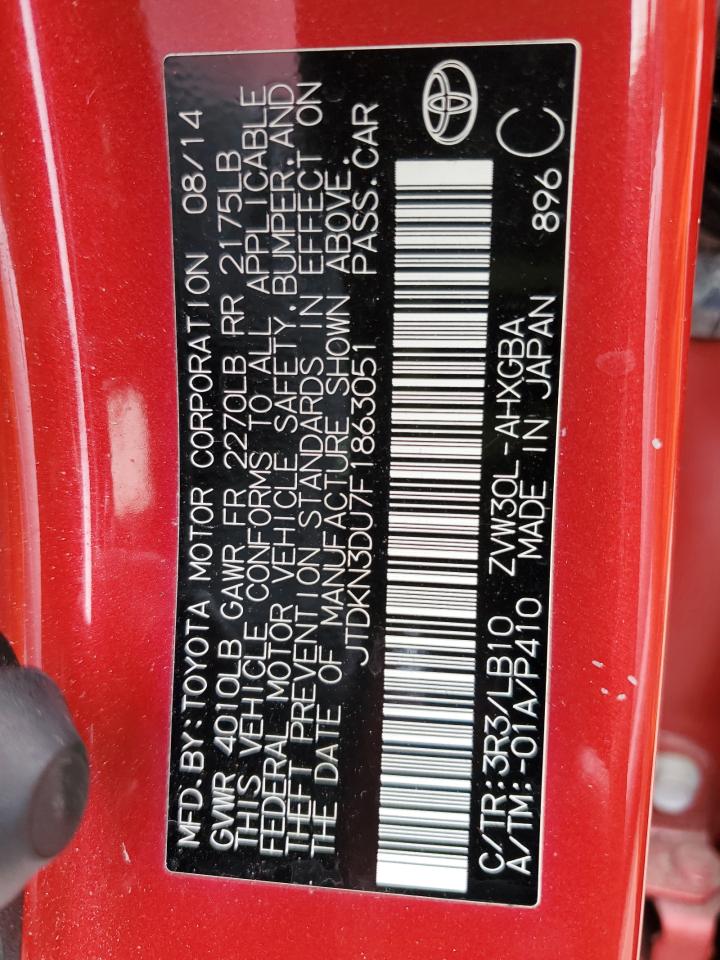 MFD. BY: TOYOTA MOTOR CORPORATION 08/14
GVWR 4010LB GAWR FR 2270LB RR 2175LB
THIS VEHICLE CONFORMS TO ALL APPLICABLE
FEDERAL MOTOR VEHICLE SAFETY, BUMPER, AND
THEFT PREVENTION STANDARDS IN EFFECT ON
THE DATE OF MANUFACTURE SHOWN ABOVE.
JTDKN3DU7F1863051 PASS. CAR
C/TR: 3R3/LB10 ZVW30L-AHXGBA
A/TM: -01A/P410 MADE IN JAPAN 896 C